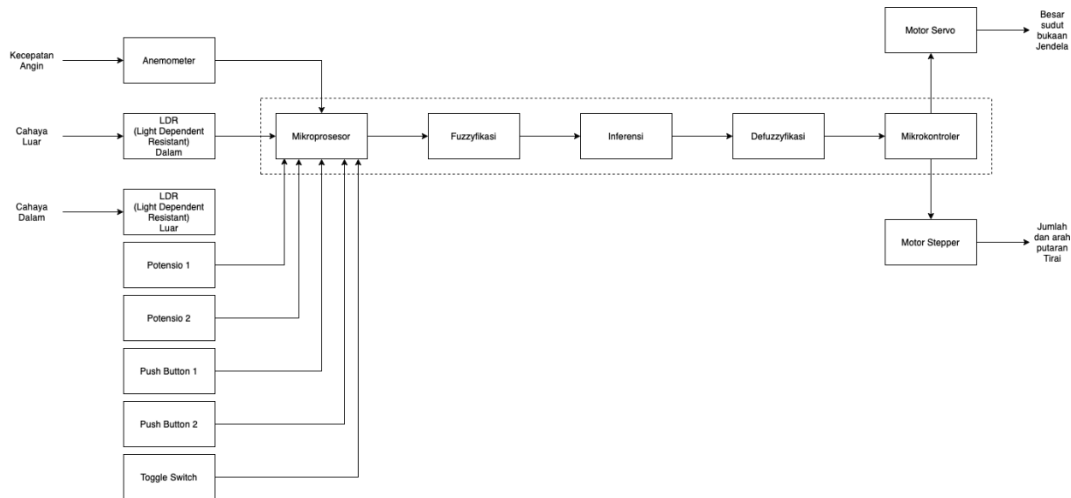 Kecepatan
Angin
Anemometer
Cahaya
Luar
LDR
(Light Dependent
Resistant)
Dalam
Cahaya
Dalam
LDR
(Light Dependent
Resistant)
Luar
Potensio 1
Potensio 2
Push Button 1
Push Button 2
Toggle Switch
Mikroprosesor
Fuzzyfikasi
Inferensi
Defuzzyfikasi
Mikrokontroler
Motor Servo
Besar
sudut
bukaan
Jendela
Motor Stepper
Jumlah
dan arah
putaran
Tirai